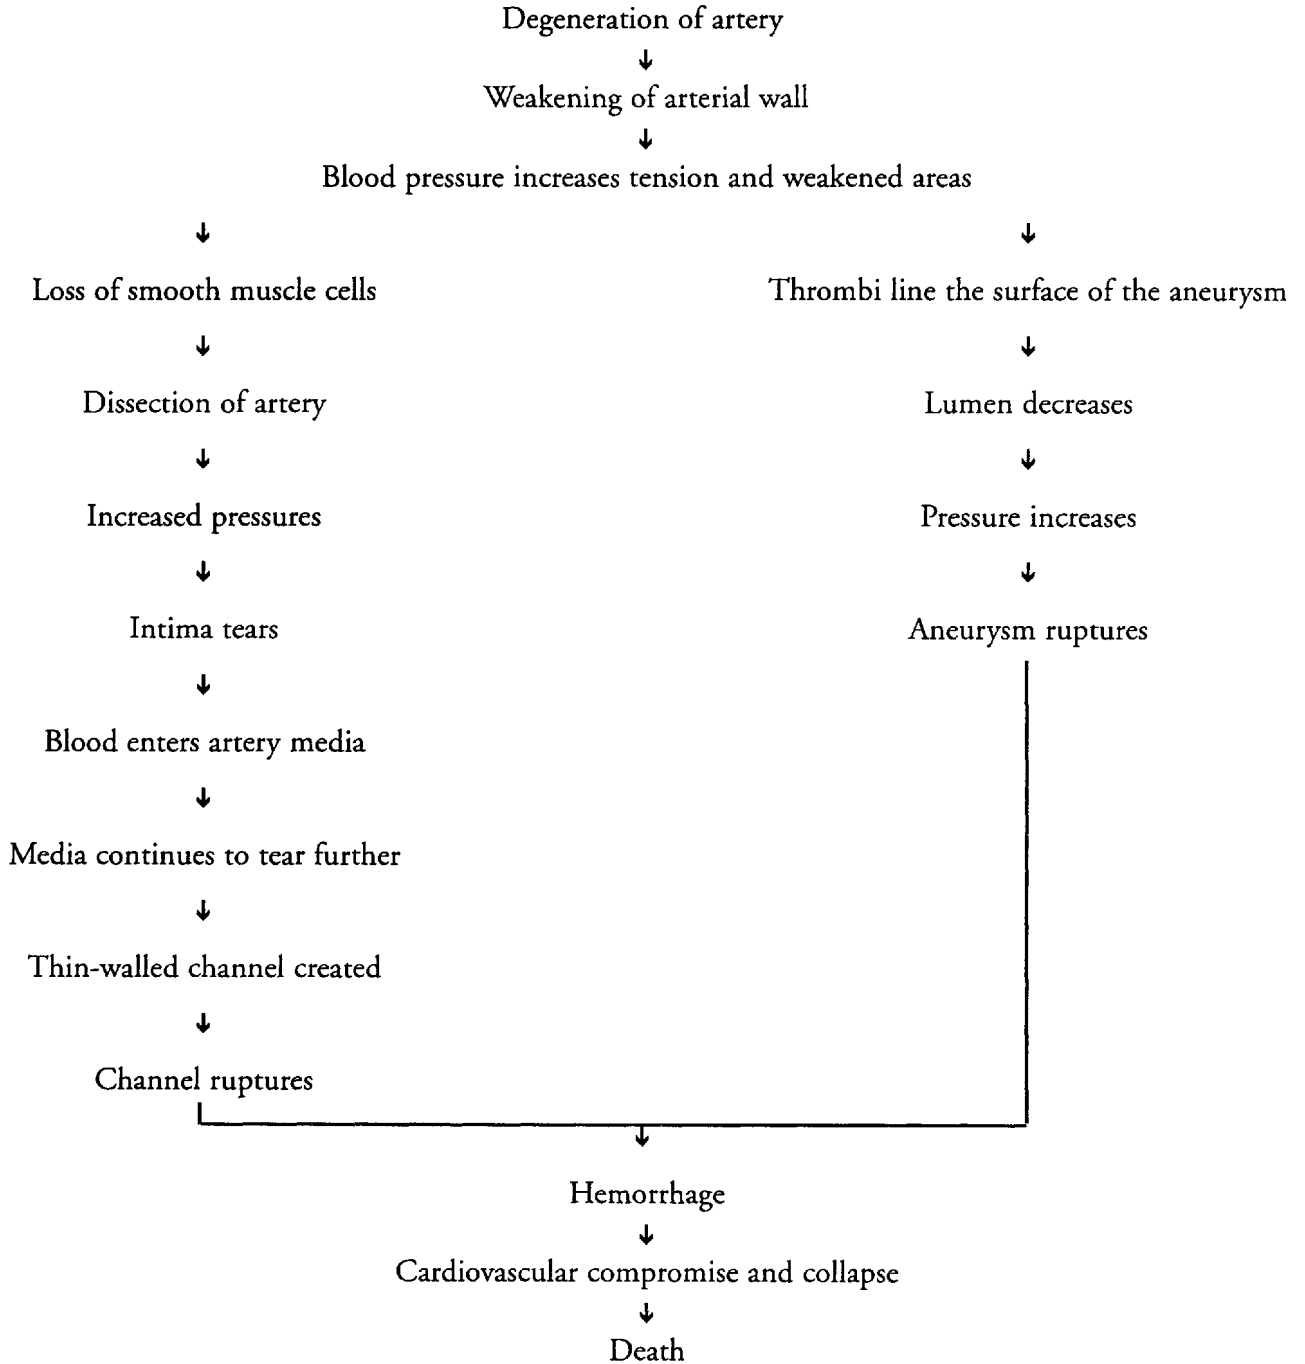 Degeneration of artery
Weakening of arterial wall
Blood pressure increases tension and weakened areas
Loss of smooth muscle cells
Dissection of artery
Increased pressures
Intima tears
Blood enters artery media
Media continues to tear further
Thin-walled channel created
Channel ruptures
Thrombi line the surface of the aneurysm
Lumen decreases
Pressure increases
Aneurysm ruptures
Hemorrhage
Cardiovascular compromise and collapse
Death